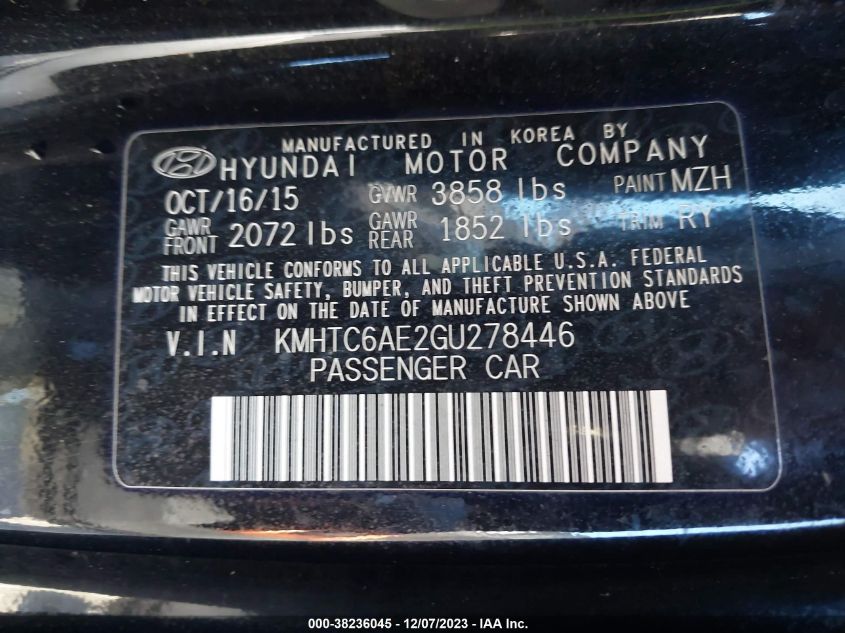 MANUFACTURED IN KOREA BY
HYUNDAI MOTOR COMPANY
OCT/16/15 GVWR 3858 lbs PAINT MZH
GAWR FRONT 2072 lbs GAWR REAR 1852 lbs TRIM RY
THIS VEHICLE CONFORMS TO ALL APPLICABLE U.S.A. FEDERAL
MOTOR VEHICLE SAFETY, BUMPER, AND THEFT PREVENTION STANDARDS
IN EFFECT ON THE DATE OF MANUFACTURE SHOWN ABOVE
V.I.N KMHTC6AE2GU278446
PASSENGER CAR
000-38236045 - 12/07/2023 - IAA Inc.